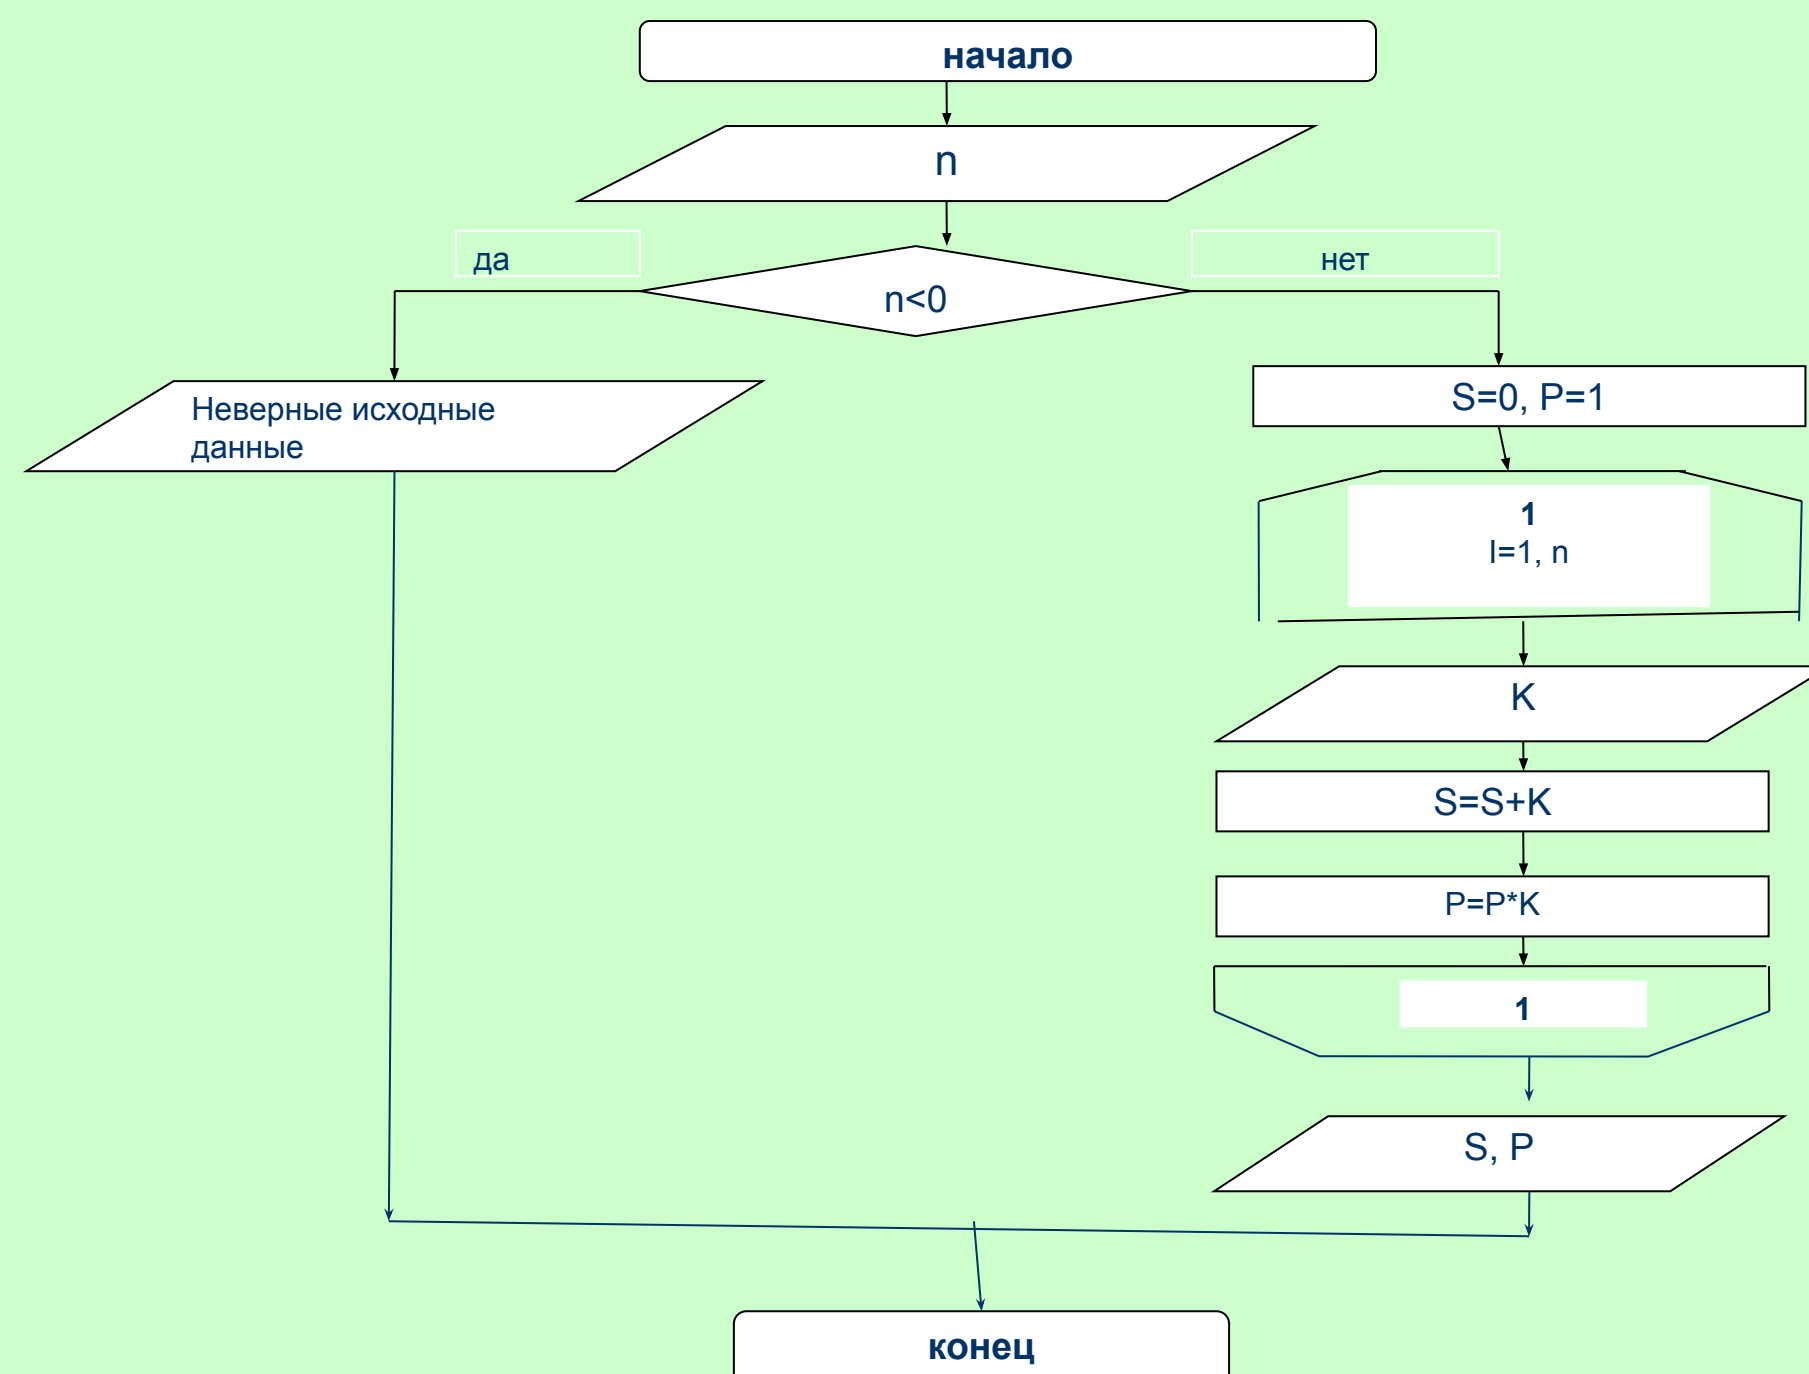 начало
n
да
нет
n<0
Неверные исходные
данные
S=0, P=1
1
I=1, n
K
S=S+K
P=P*K
1
S, P
конец